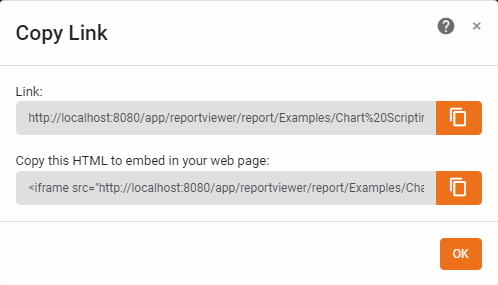 Copy Link
Link:
http://localhost:8080/app/reportviewer/report/Examples/Chart%20Scriptin
Copy this HTML to embed in your web page:
<iframe src="http://localhost:8080/app/reportviewer/report/Examples/Cha
OK